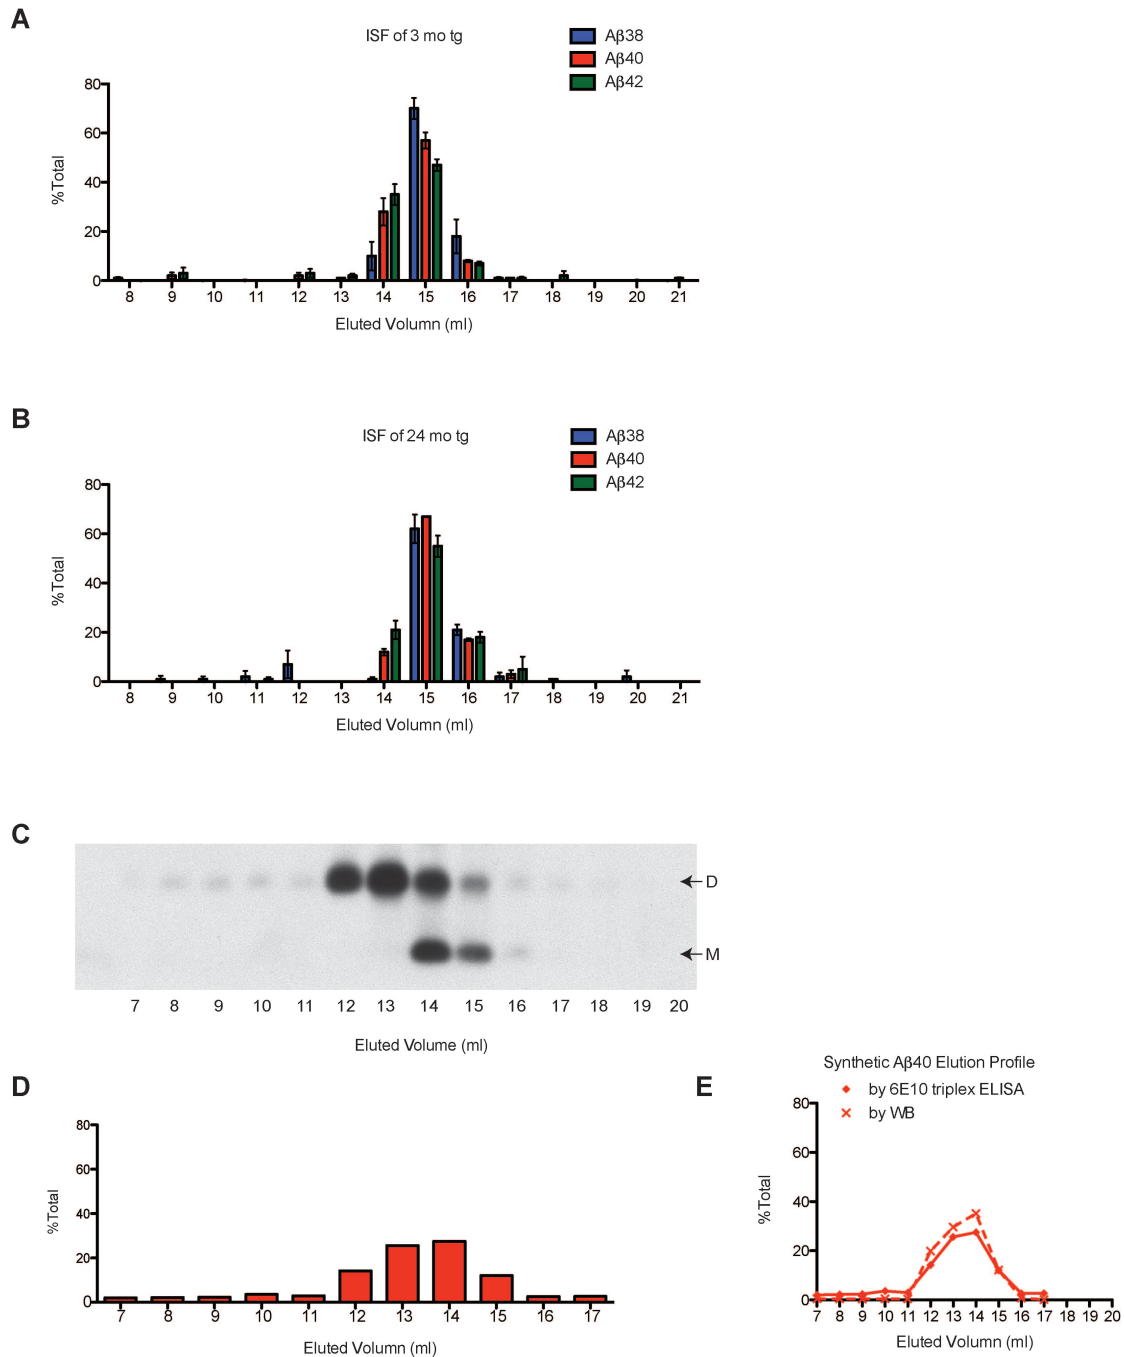 A
ISF of 3 mo tg
Aβ38
Aβ40
Aβ42
80
60
40
20
0
%Total
8 9 10 11 12 13 14 15 16 17 18 19 20 21
Eluted Volumn (ml)
B
ISF of 24 mo tg
Aβ38
Aβ40
Aβ42
80
60
40
20
0
%Total
8 9 10 11 12 13 14 15 16 17 18 19 20 21
Eluted Volumn (ml)
C
D
M
7 8 9 10 11 12 13 14 15 16 17 18 19 20
Eluted Volume (ml)
D
80
60
40
20
0
%Total
7 8 9 10 11 12 13 14 15 16 17
Eluted Volumn (ml)
E
Synthetic Aβ40 Elution Profile
by 6E10 triplex ELISA
by WB
80
60
40
20
0
%Total
7 8 9 10 11 12 13 14 15 16 17 18 19 20
Eluted Volumn (ml)